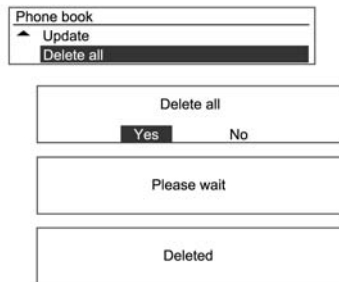 Phone book
Update
Delete all
Delete all
Yes No
Please wait
Deleted